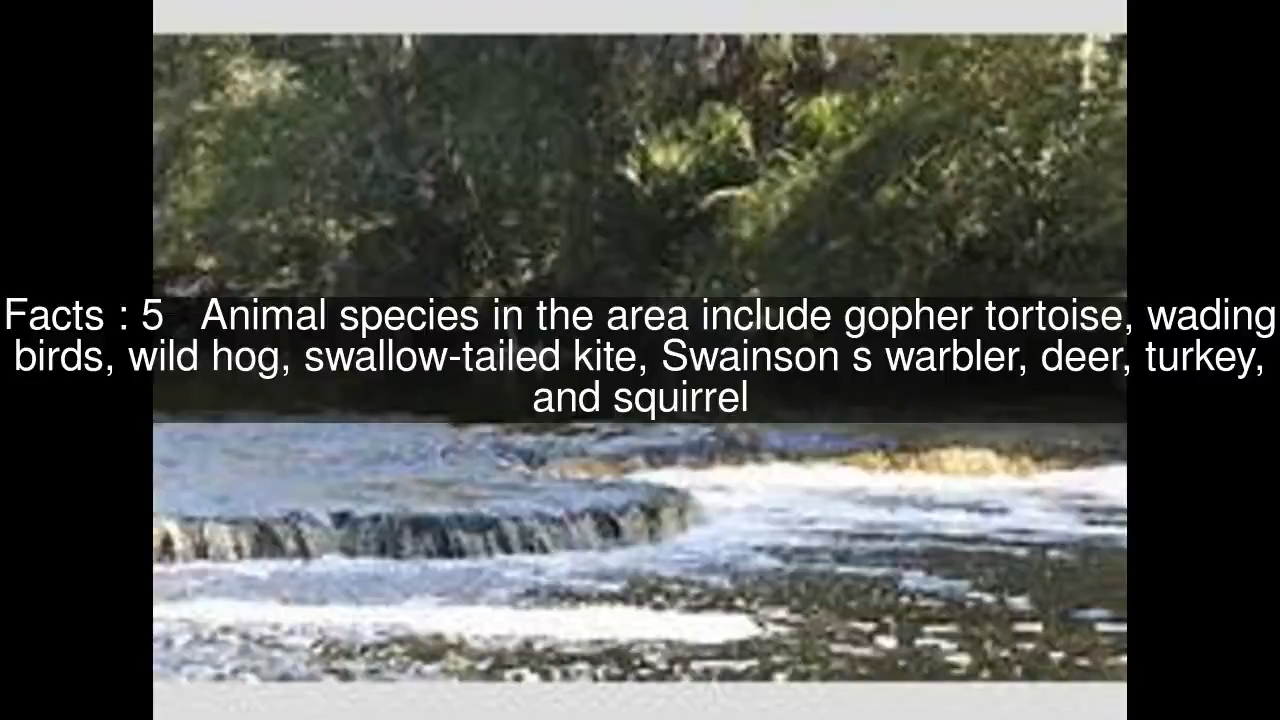 Facts : 5   Animal species in the area include gopher tortoise, wading
birds, wild hog, swallow-tailed kite, Swainson s warbler, deer, turkey,
and squirrel